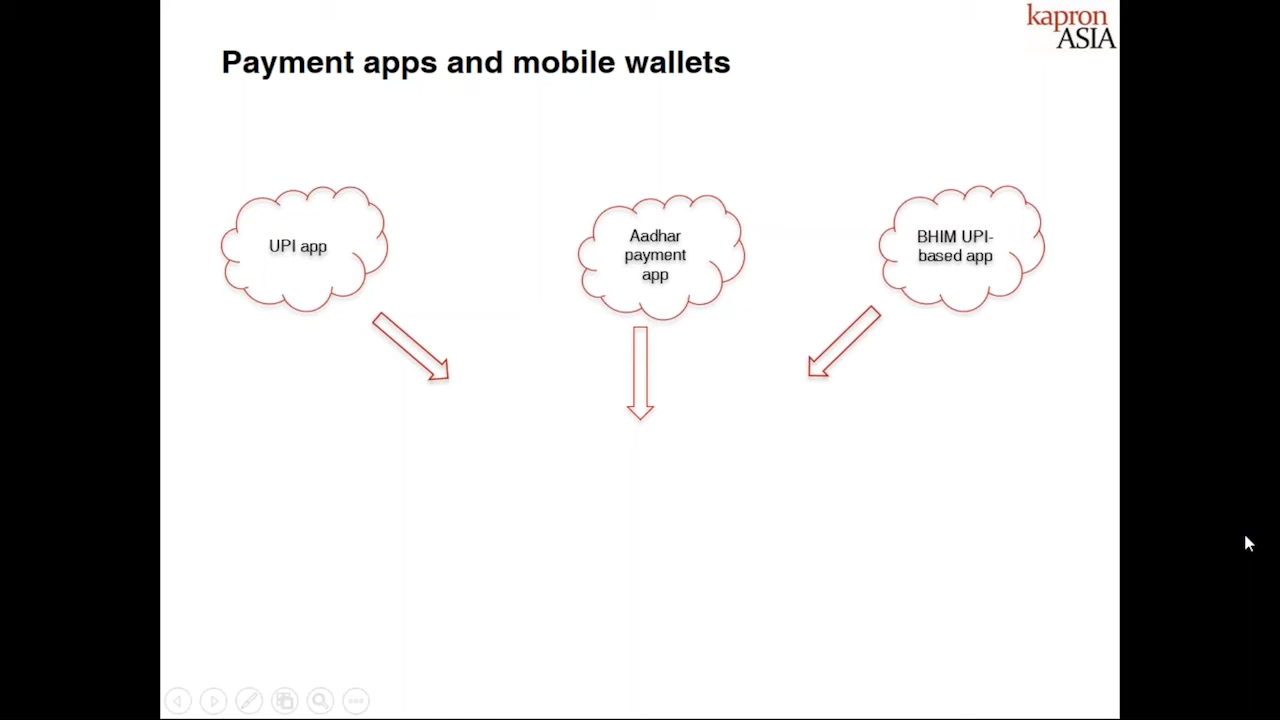 kapron
ASIA
Payment apps and mobile wallets
UPI app
Aadhar
payment
app
BHIM UPI-
based app